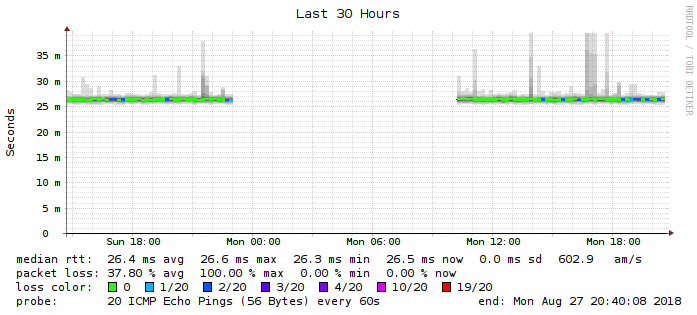 Last 30 Hours
RRDTOOL / TOBI OETIKER
Seconds
35 m
30 m
25 m
20 m
15 m
10 m
5 m
0
Sun 18:00 Mon 00:00 Mon 06:00 Mon 12:00 Mon 18:00
median rtt: 26.4 ms avg 26.6 ms max 26.3 ms min 26.5 ms now 0.0 ms sd 602.9 am/s
packet loss: 37.80 % avg 100.00 % max 0.00 % min 0.00 % now
loss color: 0 1/20 2/20 3/20 4/20 10/20 19/20
probe: 20 ICMP Echo Pings (56 Bytes) every 60s end: Mon Aug 27 20:40:08 2018